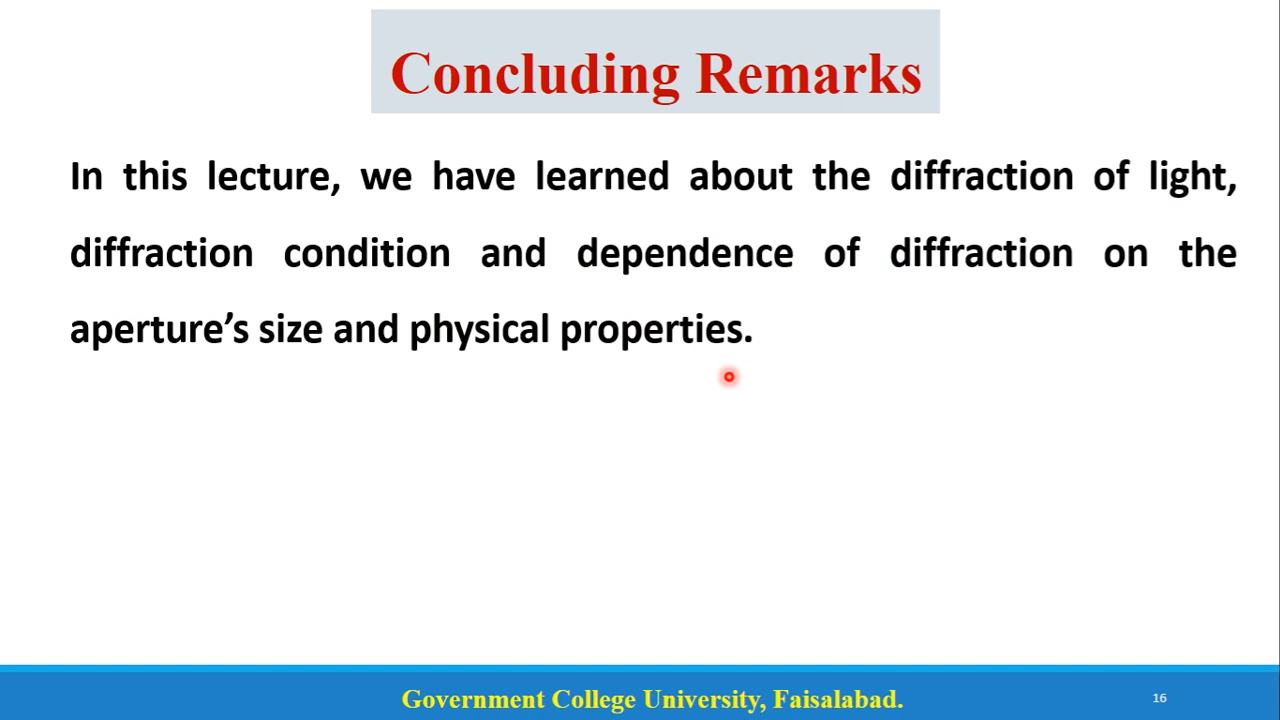 Concluding Remarks
In this lecture, we have learned about the diffraction of light,
diffraction condition and dependence of diffraction on the
aperture’s size and physical properties.
Government College University, Faisalabad.
16